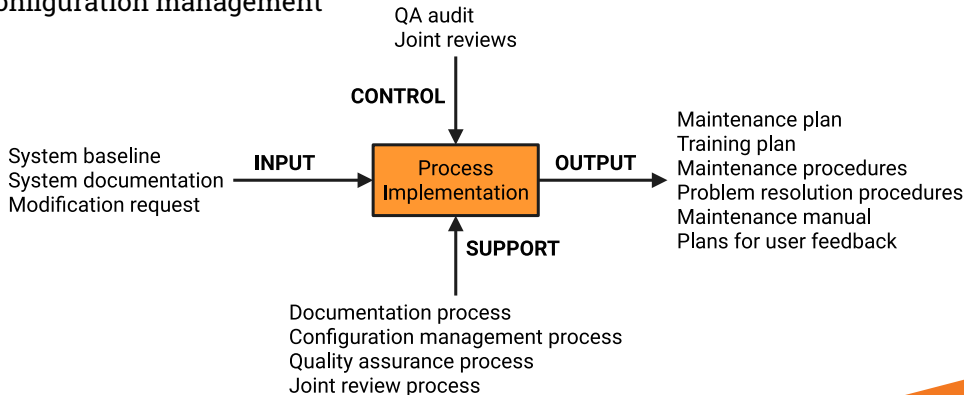 onfiguration management
QA audit
Joint reviews
CONTROL
System baseline
System documentation
Modification request
INPUT
Process
Implementation
OUTPUT
Maintenance plan
Training plan
Maintenance procedures
Problem resolution procedures
Maintenance manual
Plans for user feedback
SUPPORT
Documentation process
Configuration management process
Quality assurance process
Joint review process